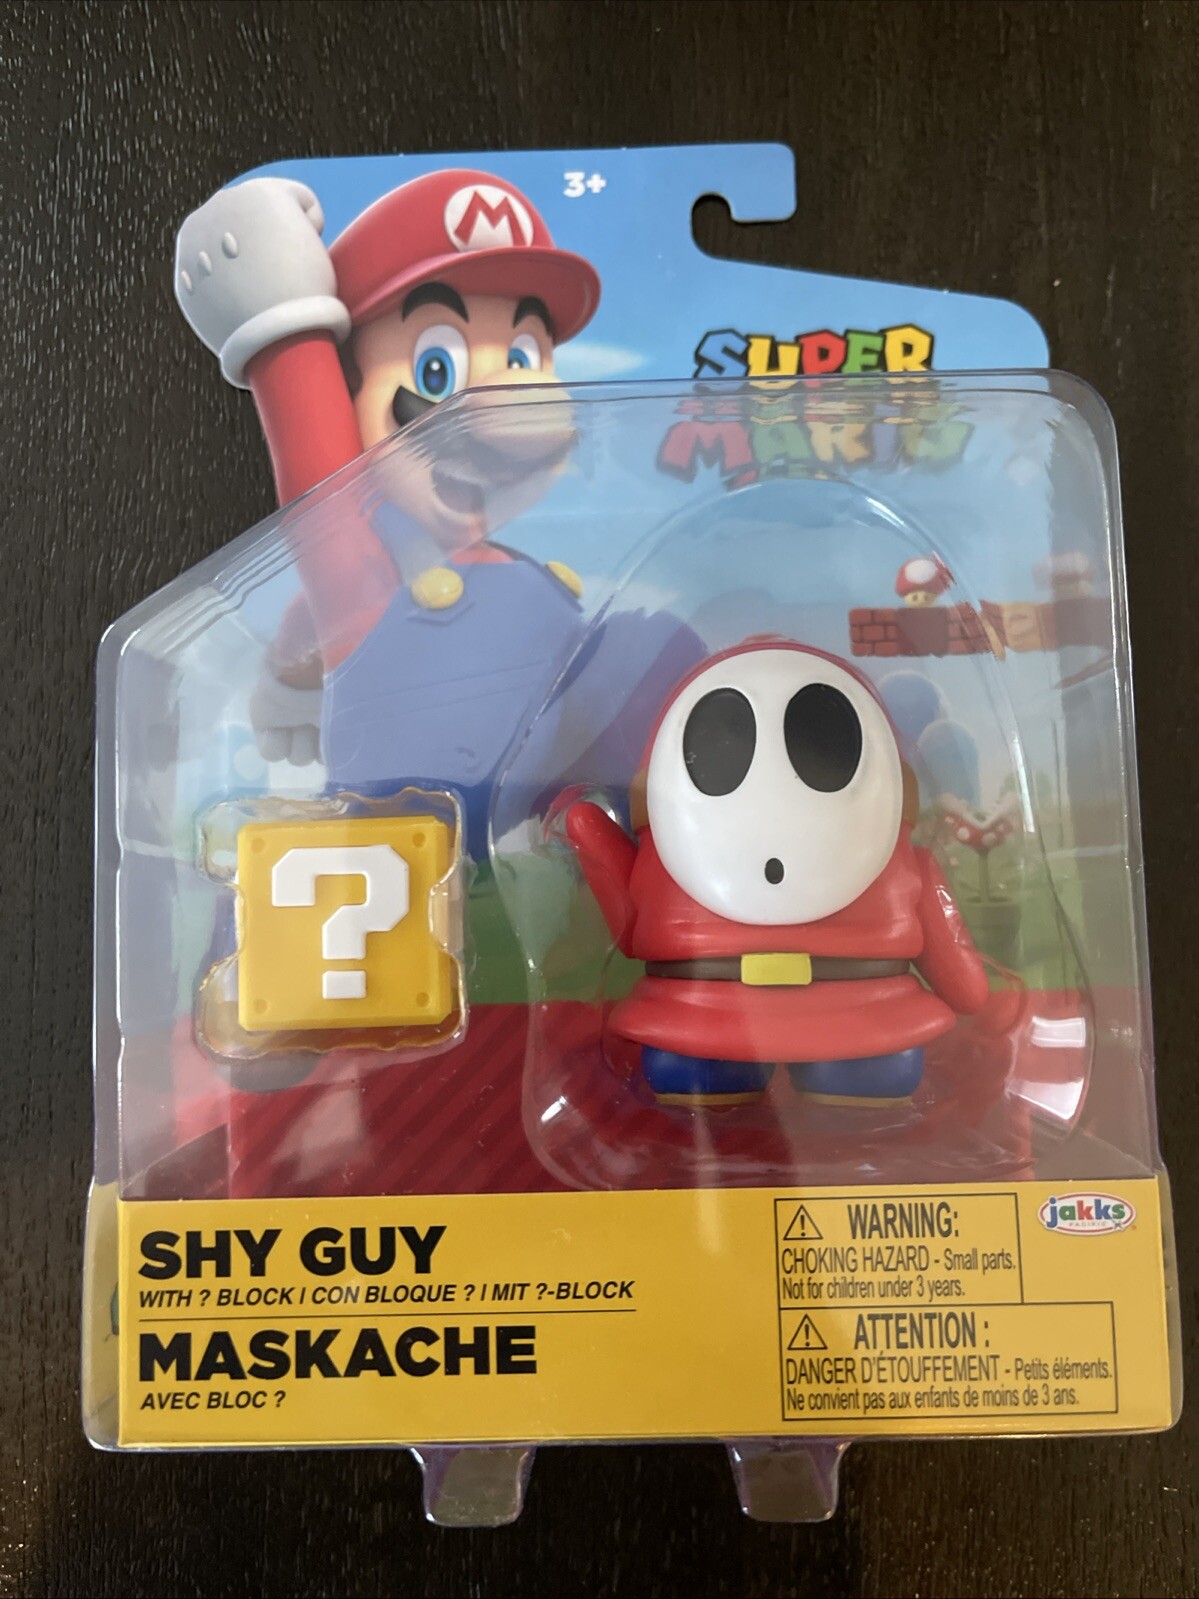 3+
M
SUPER
MARIO
?
SHY GUY
WITH ? BLOCK / CON BLOQUE ? / MIT ?-BLOCK
MASKACHE
AVEC BLOC ?
WARNING:
CHOKING HAZARD - Small parts.
Not for children under 3 years.
ATTENTION :
DANGER D'ÉTOUFFEMENT - Petits éléments.
Ne convient pas aux enfants de moins de 3 ans.
jakks
PACIFIC